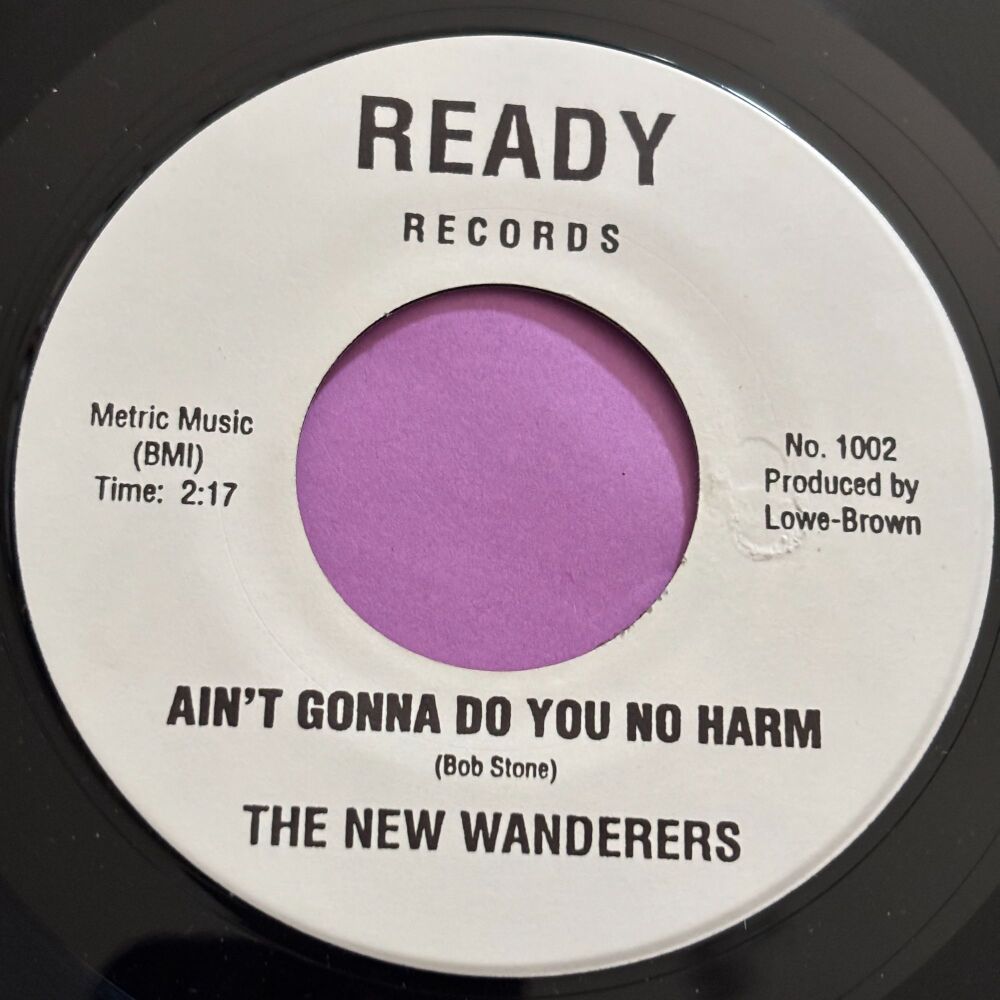 READY
RECORDS
Metric Music
(BMI)
Time: 2:17
No. 1002
Produced by
Lowe-Brown
AIN'T GONNA DO YOU NO HARM
(Bob Stone)
THE NEW WANDERERS